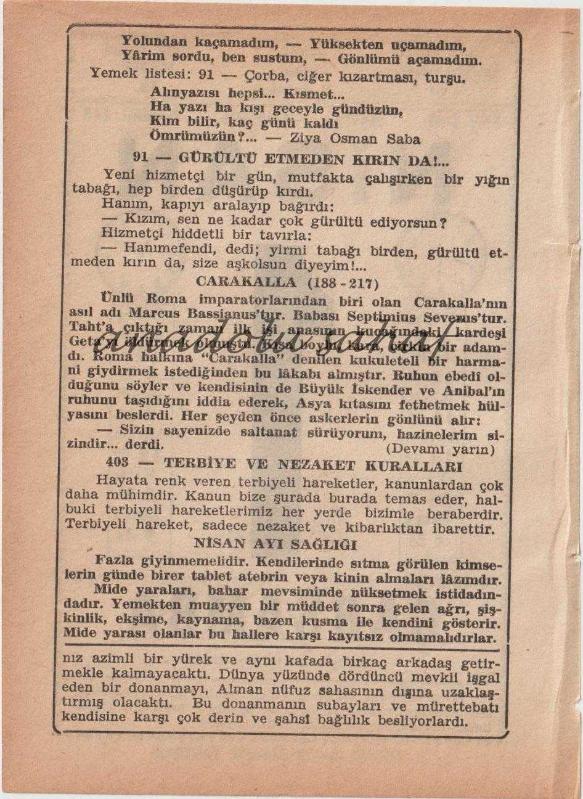 Yolundan kaçamadım, — Yüksekten uçamadım,
Yârim sordu, ben sustum, — Gönlümü açamadım.
Yemek listesi: 91 — Çorba, ciğer kızartması, turşu.
Alınyazısı hepsi... Kısmet...
Ha yazı ha kışı geceyle gündüzün,
Kim bilir, kaç günü kaldı
Ömrümüzün?... — Ziya Osman Saba
91 — GÜRÜLTÜ ETMEDEN KIRIN DA!...
Yeni hizmetçi bir gün, mutfakta çalışırken bir yığın
tabağı, hep birden düşürüp kırdı.
Hanım, kapıyı aralayıp bağırdı:
— Kızım, sen ne kadar çok gürültü ediyorsun?
Hizmetçi hiddetli bir tavırla:
— Hanımefendi, dedi; yirmi tabağı birden, gürültü et-
meden kırın da, size aşkolsun diyeyim!...
CARAKALLA (188-217)
Ünlü Roma imparatorlarından biri olan Carakalla'nın
asıl adı Marcus Bassianus'tur. Babası Septimius Severus'tur.
Taht'a çıktığı zaman ilk işi anasının kucağındaki kardeşi
Geta'yı öldürmek olmuştu. Kısa boylu, kara, çirkin bir adam-
dı. Roma halkına "Carakalla" denilen kukuleteli bir harma-
ni giydirmek istediğinden bu lâkabı almıştır. Ruhun ebedî ol-
duğunu söyler ve kendisinin de Büyük İskender ve Anibal'in
ruhunu taşıdığını iddia ederek, Asya kıtasını fethetmek hül-
yasını beslerdi. Her şeyden önce askerlerin gönlünü alır:
— Sizin sayenizde saltanat sürüyorum, hazinelerim si-
zindir... derdi. (Devamı yarın)
403 — TERBİYE VE NEZAKET KURALLARI
Hayata renk veren terbiyeli hareketler, kanunlardan çok
daha mühimdir. Kanun bize şurada burada temas eder, hal-
buki terbiyeli hareketlerimiz her yerde bizimle beraberdir.
Terbiyeli hareket, sadece nezaket ve kibarlıktan ibarettir.
NİSAN AYI SAĞLIĞI
Fazla giyinmemelidir. Kendilerinde sıtma görülen kimse-
lerin günde birer tablet atebrin veya kinin almaları lâzımdır.
Mide yaraları, bahar mevsiminde nüksetmek istidadın-
dadır. Yemekten muayyen bir müddet sonra gelen ağrı, şiş-
kinlik, ekşime, kaynama, bazen kusma ile kendini gösterir.
Mide yarası olanlar bu hallere karşı kayıtsız olmamalıdırlar.
nız azimli bir yürek ve aynı kafada birkaç arkadaş getir-
mekle kalmayacaktı. Dünya yüzünde dördüncü mevkii işgal
eden bir donanmayı, Alman nüfuz sahasının dışına uzaklaş-
tırmış olacaktı. Bu donanmanın subayları ve mürettebatı
kendisine karşı çok derin ve şahsî bağlılık besliyorlardı.